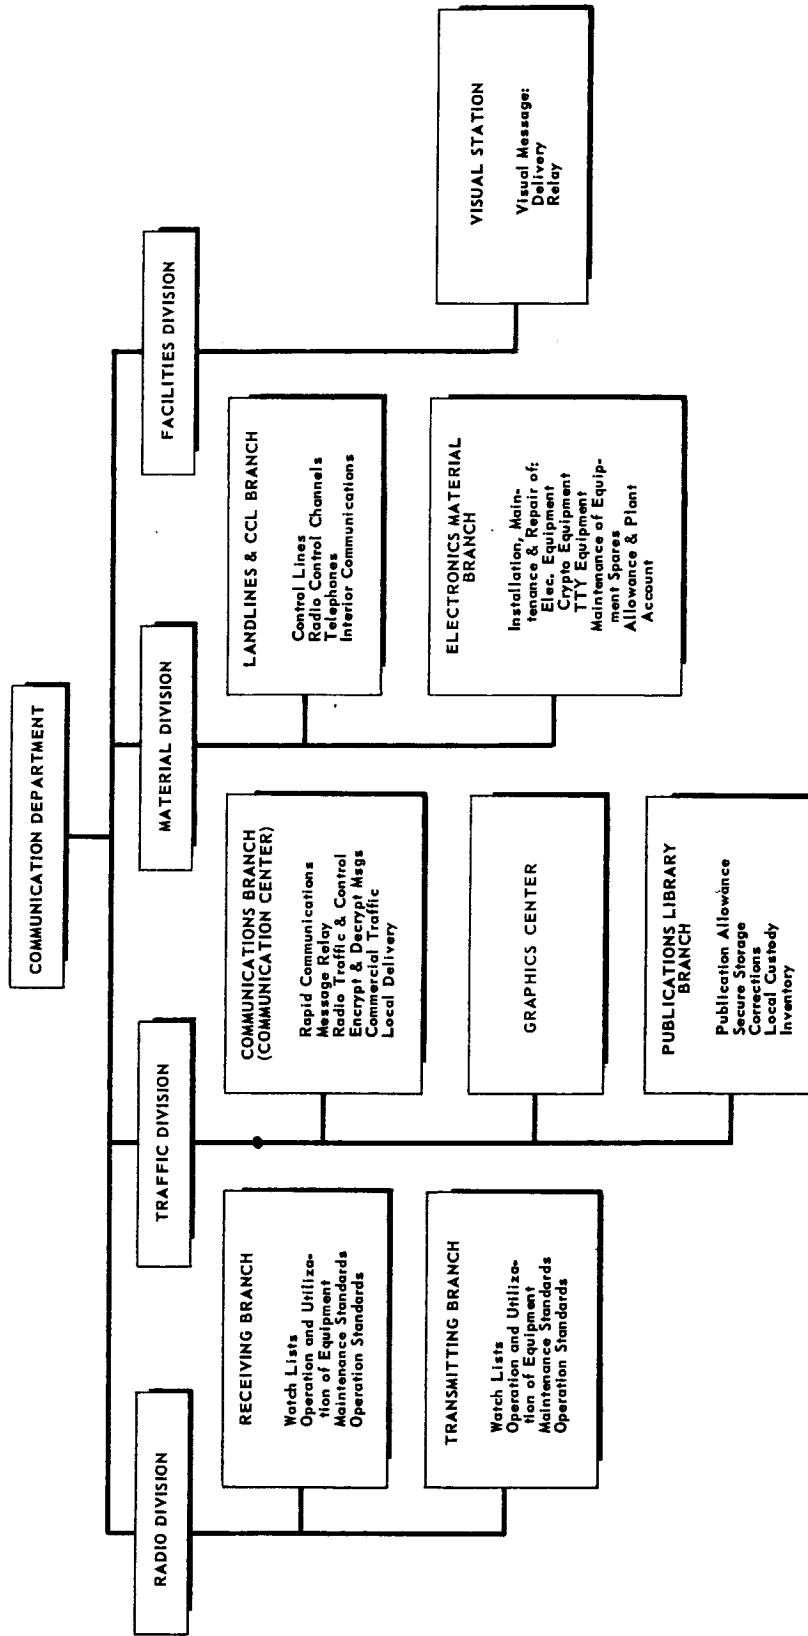 COMMUNICATION DEPARTMENT
RADIO DIVISION
RECEIVING BRANCH
Watch Lists
Operation and Utiliza-
tion of Equipment
Maintenance Standards
Operation Standards
TRANSMITTING BRANCH
Watch Lists
Operation and Utiliza-
tion of Equipment
Maintenance Standards
Operation Standards
TRAFFIC DIVISION
COMMUNICATIONS BRANCH
(COMMUNICATION CENTER)
Rapid Communications
Message Relay
Radio Traffic & Control
Encrypt & Decrypt Msgs
Commercial Traffic
Local Delivery
GRAPHICS CENTER
PUBLICATIONS LIBRARY
BRANCH
Publication Allowance
Secure Storage
Corrections
Local Custody
Inventory
MATERIAL DIVISION
LANDLINES & CCL BRANCH
Control Lines
Radio Control Channels
Telephones
Interior Communications
ELECTRONICS MATERIAL
BRANCH
Installation, Main-
tenance & Repair of:
Elec. Equipment
Crypto Equipment
TTY Equipment
Maintenance of Equip-
ment Spares
Allowance & Plant
Account
FACILITIES DIVISION
VISUAL STATION
Visual Message:
Delivery
Relay